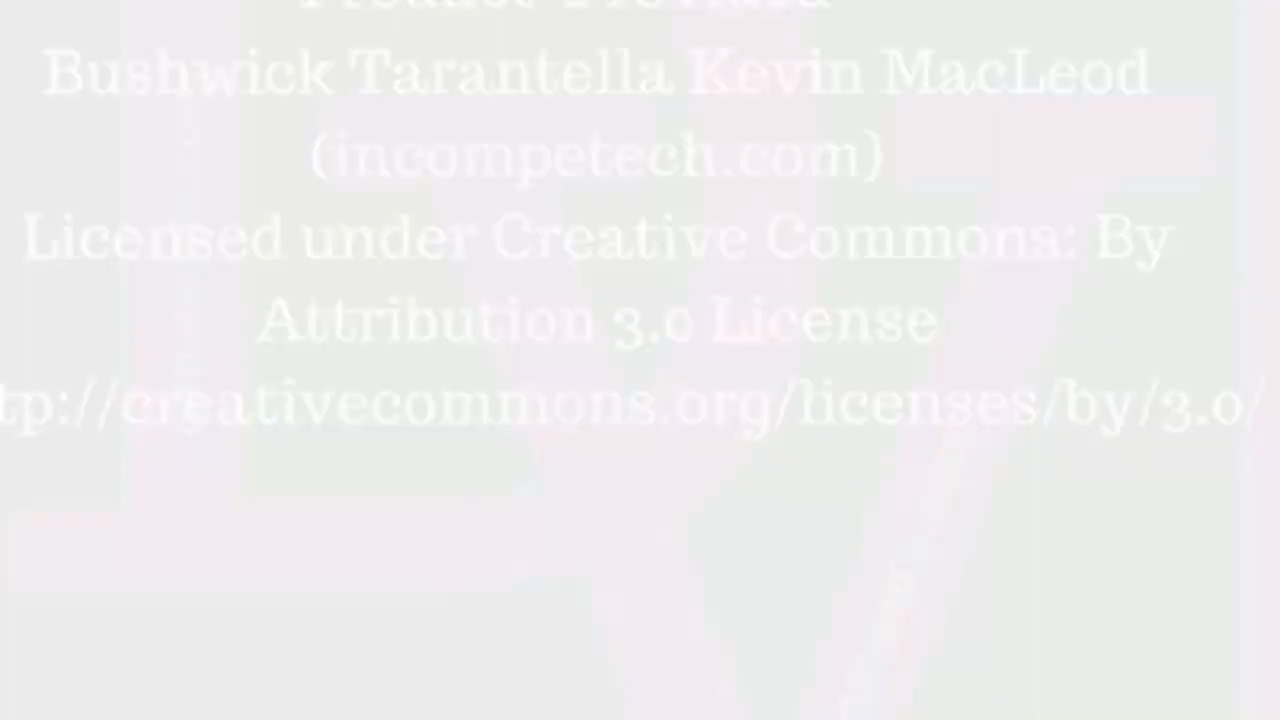 Bushwick Tarantella Kevin MacLeod
(incompetech.com)
Licensed under Creative Commons: By
Attribution 3.0 License
tp://creativecommons.org/licenses/by/3.0/